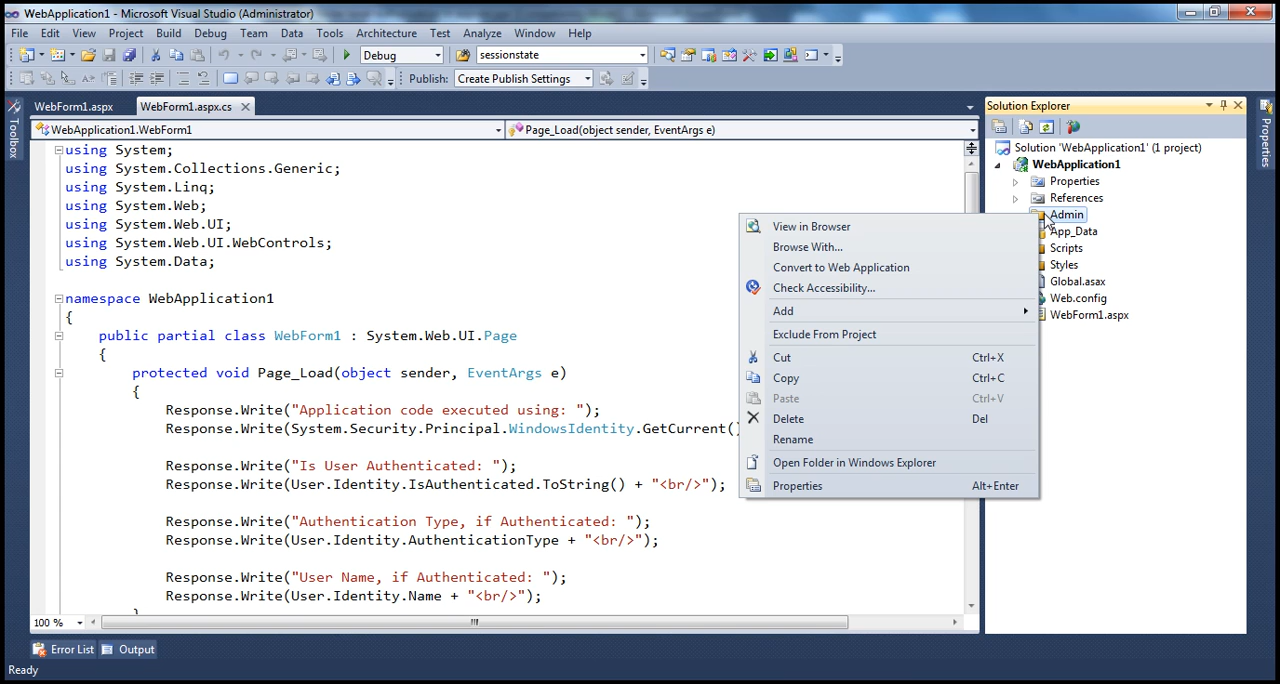 WebApplication1 - Microsoft Visual Studio (Administrator)
File Edit View Project Build Debug Team Data Tools Architecture Test Analyze Window Help
Debug sessionstate
Publish: Create Publish Settings
Toolbox
WebForm1.aspx WebForm1.aspx.cs
WebApplication1.WebForm1 Page_Load(object sender, EventArgs e)
using System;
using System.Collections.Generic;
using System.Linq;
using System.Web;
using System.Web.UI;
using System.Web.UI.WebControls;
using System.Data;
namespace WebApplication1
{
public partial class WebForm1 : System.Web.UI.Page
{
protected void Page_Load(object sender, EventArgs e)
{
Response.Write("Application code executed using: ");
Response.Write(System.Security.Principal.WindowsIdentity.GetCurrent()
Response.Write("Is User Authenticated: ");
Response.Write(User.Identity.IsAuthenticated.ToString() + "<br/>");
Response.Write("Authentication Type, if Authenticated: ");
Response.Write(User.Identity.AuthenticationType + "<br/>");
Response.Write("User Name, if Authenticated: ");
Response.Write(User.Identity.Name + "<br/>");
}
100 %
View in Browser
Browse With...
Convert to Web Application
Check Accessibility...
Add
Exclude From Project
Cut Ctrl+X
Copy Ctrl+C
Paste Ctrl+V
Delete Del
Rename
Open Folder in Windows Explorer
Properties Alt+Enter
Solution Explorer
Solution 'WebApplication1' (1 project)
WebApplication1
Properties
References
Admin
App_Data
Scripts
Styles
Global.asax
Web.config
WebForm1.aspx
Properties
Error List Output
Ready